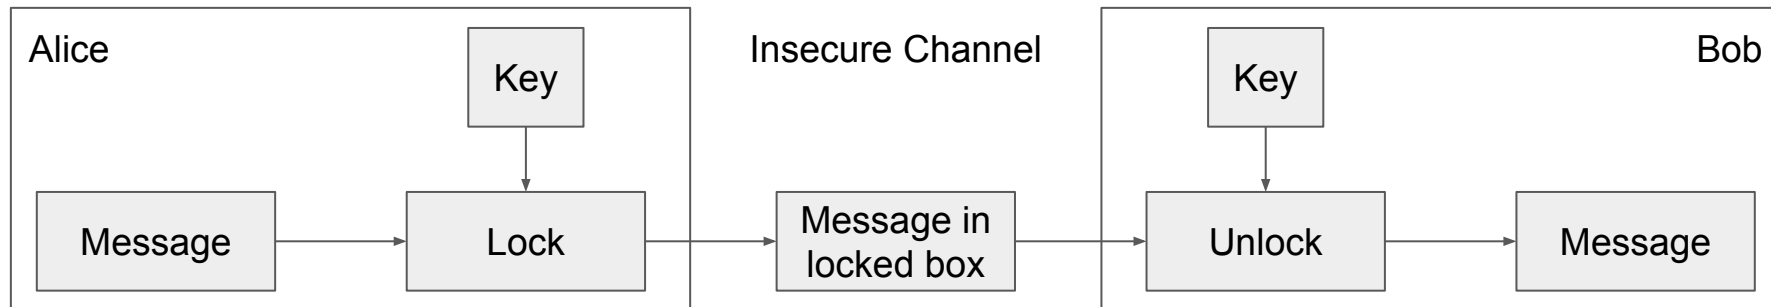 Alice
Insecure Channel
Bob
Key
Key
Message
Lock
Message in
locked box
Unlock
Message